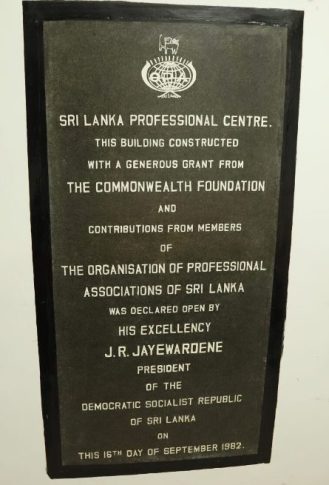 SRI LANKA PROFESSIONAL CENTRE.
THIS BUILDING CONSTRUCTED
WITH A GENEROUS GRANT FROM
THE COMMONWEALTH FOUNDATION
AND
CONTRIBUTIONS FROM MEMBERS
OF
THE ORGANISATION OF PROFESSIONAL
ASSOCIATIONS OF SRI LANKA
WAS DECLARED OPEN BY
HIS EXCELLENCY
J. R. JAYEWARDENE
PRESIDENT
OF THE
DEMOCRATIC SOCIALIST REPUBLIC
OF SRI LANKA
ON
THIS 16TH DAY OF SEPTEMBER 1982.